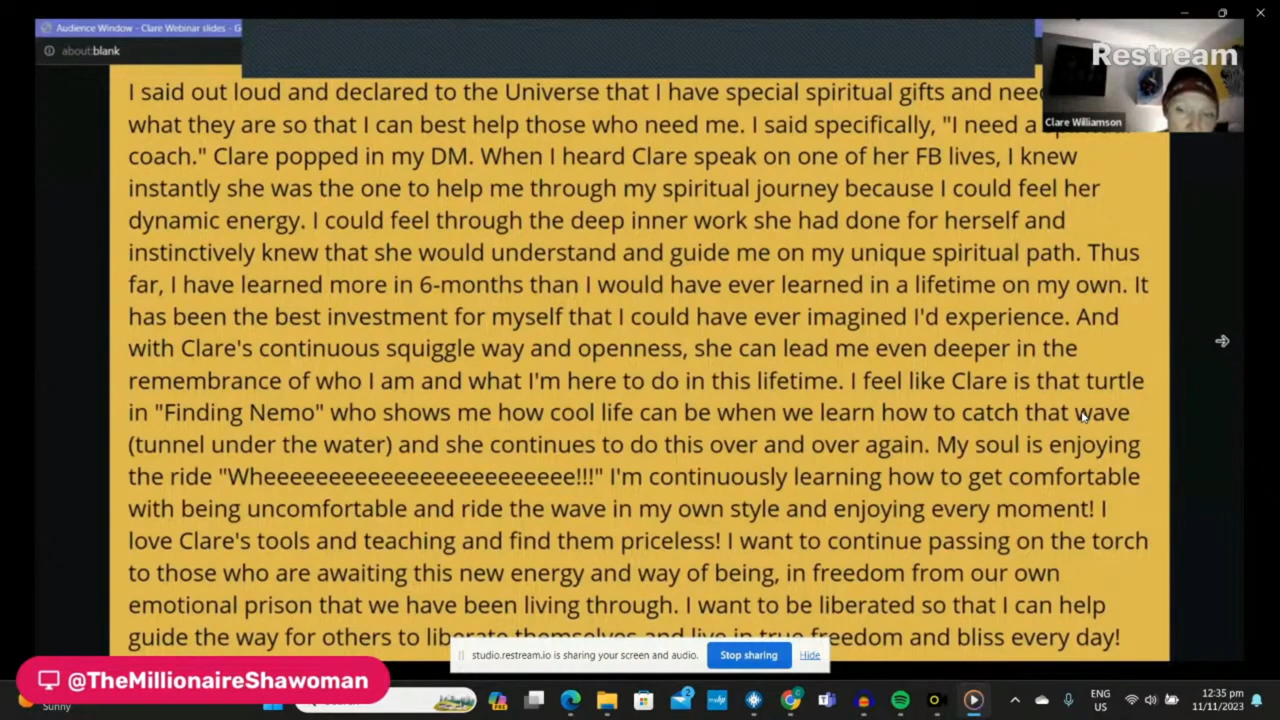 Audience Window - Clare Webinar slides - G
about:blank
Restream
Clare Williamson
I said out loud and declared to the Universe that I have special spiritual gifts and
what they are so that I can best help those who need me. I said specifically, "I need a
coach." Clare popped in my DM. When I heard Clare speak on one of her FB lives, I knew
instantly she was the one to help me through my spiritual journey because I could feel her
dynamic energy. I could feel through the deep inner work she had done for herself and
instinctively knew that she would understand and guide me on my unique spiritual path. Thus
far, I have learned more in 6-months than I would have ever learned in a lifetime on my own. It
has been the best investment for myself that I could have ever imagined I'd experience. And
with Clare's continuous squiggle way and openness, she can lead me even deeper in the
remembrance of who I am and what I'm here to do in this lifetime. I feel like Clare is that turtle
in "Finding Nemo" who shows me how cool life can be when we learn how to catch that wave
(tunnel under the water) and she continues to do this over and over again. My soul is enjoying
the ride "Wheeeeeeeeeeeeeeeeeeeeeeee!!!" I'm continuously learning how to get comfortable
with being uncomfortable and ride the wave in my own style and enjoying every moment! I
love Clare's tools and teaching and find them priceless! I want to continue passing on the torch
to those who are awaiting this new energy and way of being, in freedom from our own
emotional prison that we have been living through. I want to be liberated so that I can help
guide the way for others to liberate themselves and live in true freedom and bliss every day!
studio.restream.io is sharing your screen and audio.
Stop sharing
Hide
@TheMillionaireShawoman
Sunny
ENG
US
12:35 pm
11/11/2023